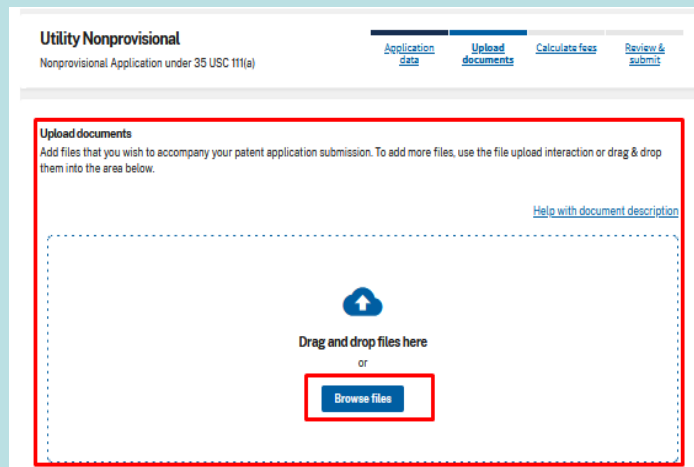 Utility Nonprovisional
Nonprovisional Application under 35 USC 111(a)
Application data
Upload documents
Calculate fees
Review & submit
Upload documents
Add files that you wish to accompany your patent application submission. To add more files, use the file upload interaction or drag & drop
them into the area below.
Help with document description
Drag and drop files here
or
Browse files